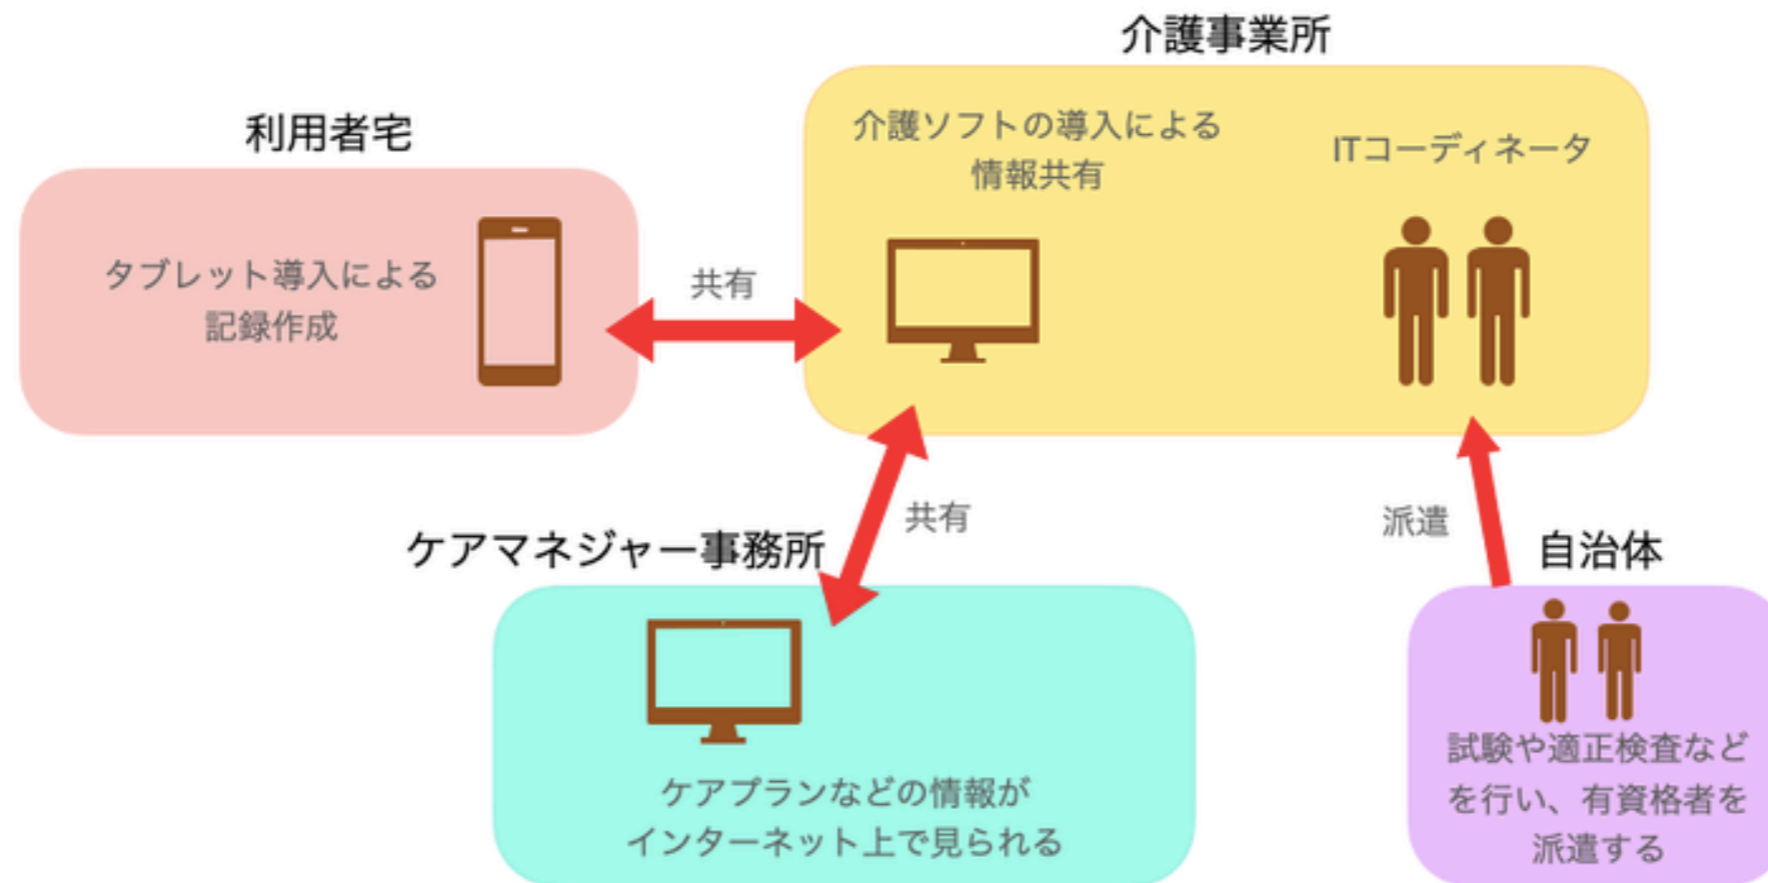 介護事業所
利用者宅
介護ソフトの導入による
情報共有
ITコーディネータ
タブレット導入による
記録作成
共有
共有
派遣
ケアマネジャー事務所
自治体
ケアプランなどの情報が
インターネット上で見られる
試験や適正検査など
を行い、有資格者を
派遣する